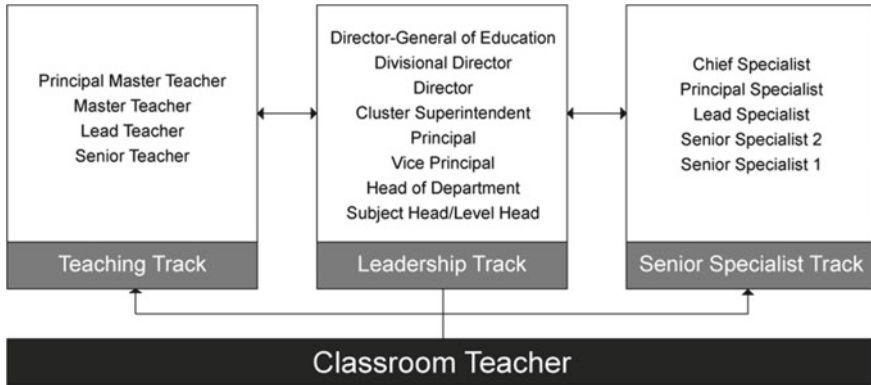 Principal Master Teacher
Master Teacher
Lead Teacher
Senior Teacher
Teaching Track
Director-General of Education
Divisional Director
Director
Cluster Superintendent
Principal
Vice Principal
Head of Department
Subject Head/Level Head
Leadership Track
Chief Specialist
Principal Specialist
Lead Specialist
Senior Specialist 2
Senior Specialist 1
Senior Specialist Track
Classroom Teacher